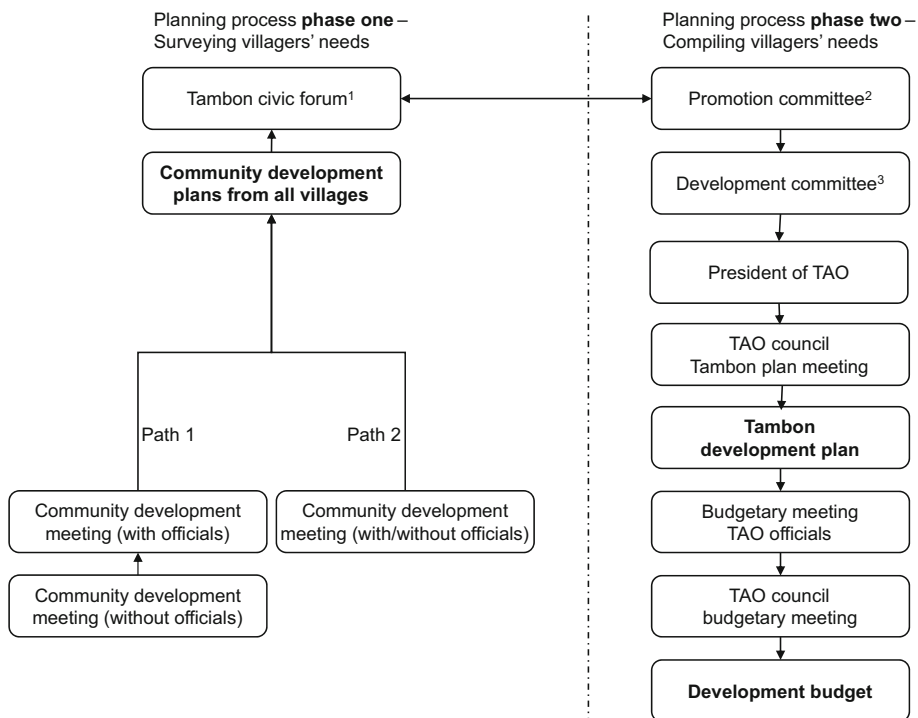 Planning process phase one –
Surveying villagers' needs
Tambon civic forum¹
Community development
plans from all villages
Path 1
Path 2
Community development
meeting (with officials)
Community development
meeting (with/without officials)
Community development
meeting (without officials)
Planning process phase two –
Compiling villagers' needs
Promotion committee²
Development committee³
President of TAO
TAO council
Tambon plan meeting
Tambon
development plan
Budgetary meeting
TAO officials
TAO council
budgetary meeting
Development budget